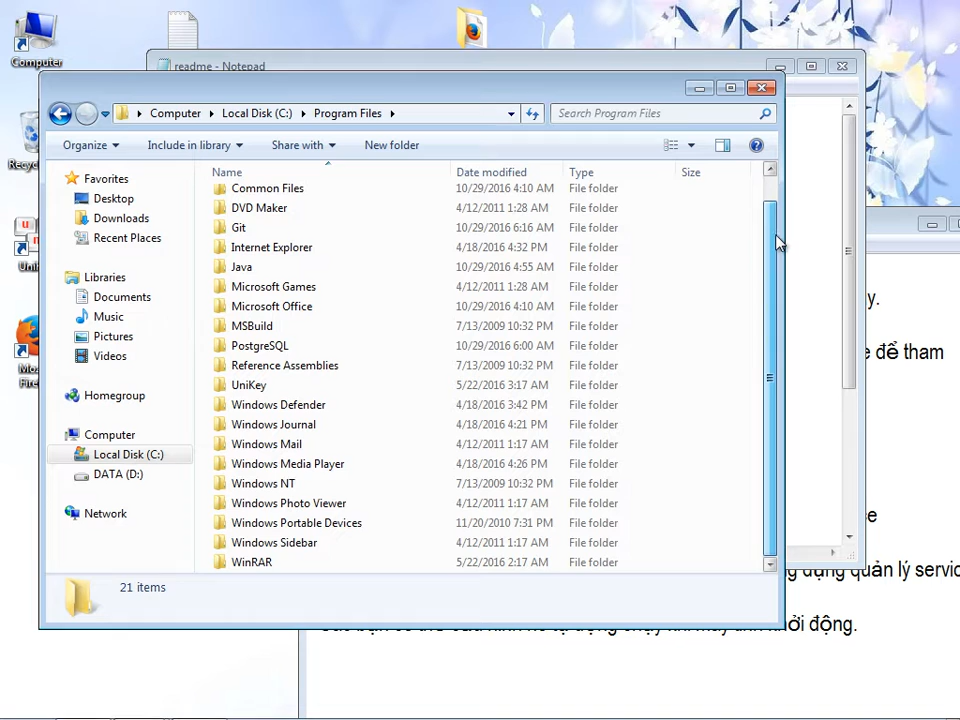 Computer
readme - Notepad
Computer
Local Disk (C:)
Program Files
Search Program Files
Organize
Include in library
Share with
New folder
Name
Date modified
Type
Size
Favorites
Desktop
Downloads
Recent Places
Libraries
Documents
Music
Pictures
Videos
Homegroup
Computer
Local Disk (C:)
DATA (D:)
Network
Common Files 10/29/2016 4:10 AM File folder
DVD Maker 4/12/2011 1:28 AM File folder
Git 10/29/2016 6:16 AM File folder
Internet Explorer 4/18/2016 4:32 PM File folder
Java 10/29/2016 4:55 AM File folder
Microsoft Games 4/12/2011 1:28 AM File folder
Microsoft Office 10/29/2016 4:10 AM File folder
MSBuild 7/13/2009 10:32 PM File folder
PostgreSQL 10/29/2016 6:00 AM File folder
Reference Assemblies 7/13/2009 10:32 PM File folder
UniKey 5/22/2016 3:17 AM File folder
Windows Defender 4/18/2016 3:42 PM File folder
Windows Journal 4/18/2016 4:21 PM File folder
Windows Mail 4/12/2011 1:17 AM File folder
Windows Media Player 4/18/2016 4:26 PM File folder
Windows NT 7/13/2009 10:32 PM File folder
Windows Photo Viewer 4/12/2011 1:17 AM File folder
Windows Portable Devices 11/20/2010 7:31 PM File folder
Windows Sidebar 4/12/2011 1:17 AM File folder
WinRAR 5/22/2016 2:17 AM File folder
21 items
để tham
dụng quản lý servic
động.